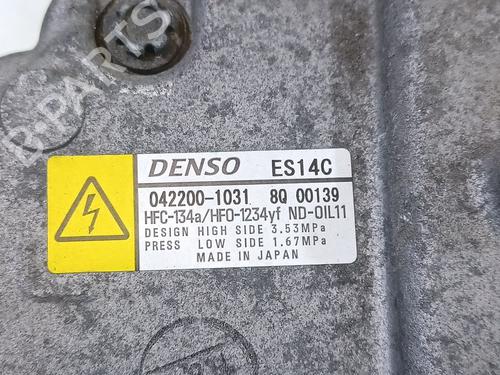 B-PARTS
DENSO ES14C
042200-1031 8Q 00139
HFC-134a/HFO-1234yf ND-OIL11
DESIGN HIGH SIDE 3.53MPa
PRESS LOW SIDE 1.67MPa
MADE IN JAPAN